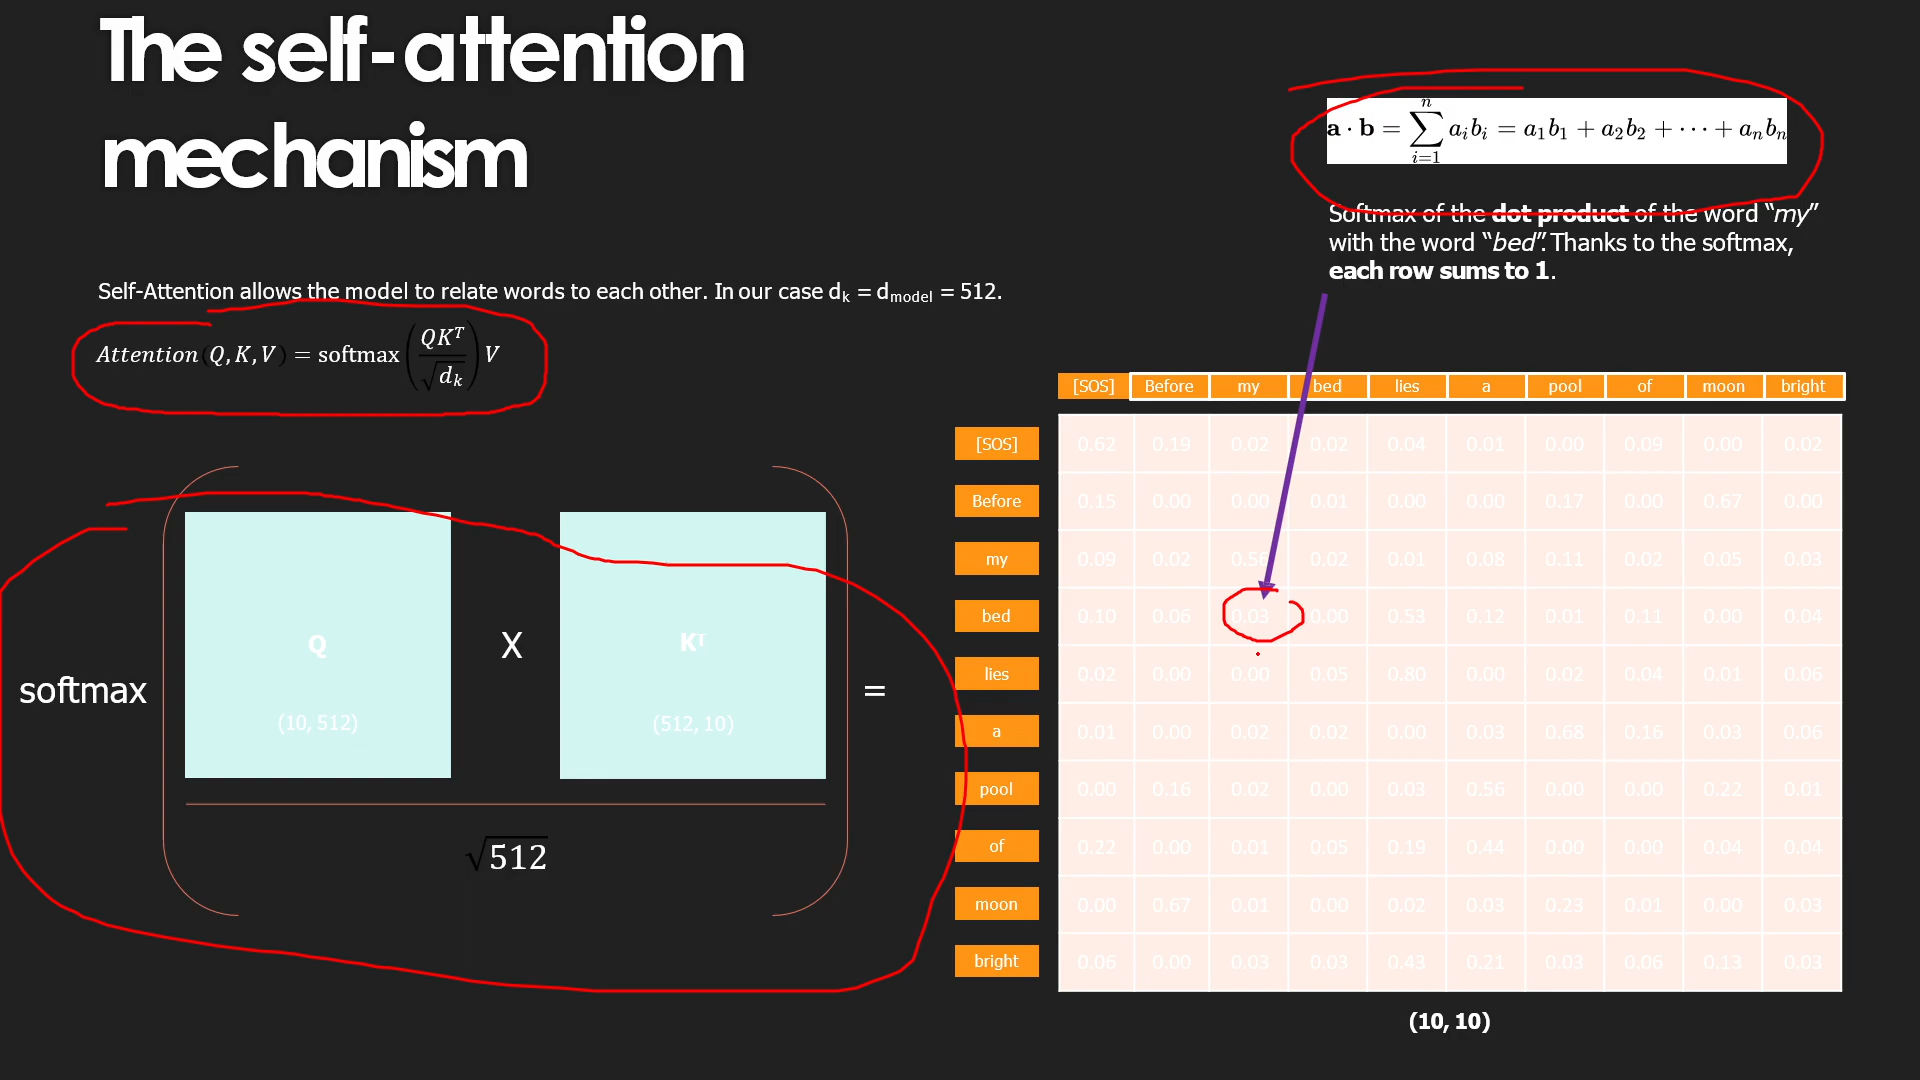 The self-attention
mechanism
a · b = \sum_{i=1}^{n} a_i b_i = a_1b_1 + a_2b_2 + ··· + a_nb_n
Softmax of the dot product of the word “my”
with the word “bed”. Thanks to the softmax,
each row sums to 1.
Self-Attention allows the model to relate words to each other. In our case d_k = d_model = 512.
Attention(Q, K, V) = softmax(QK^T / √d_k)V
softmax
Q
(10, 512)
X
K^T
(512, 10)
√512
=
[SOS] Before my bed lies a pool of moon bright
[SOS] 0.62 0.19 0.02 0.02 0.04 0.01 0.00 0.09 0.00 0.02
Before 0.15 0.00 0.00 0.01 0.00 0.00 0.17 0.00 0.67 0.00
my 0.09 0.02 0.56 0.02 0.01 0.08 0.11 0.02 0.05 0.03
bed 0.10 0.06 0.03 0.00 0.53 0.12 0.01 0.11 0.00 0.04
lies 0.02 0.00 0.00 0.05 0.80 0.00 0.02 0.04 0.01 0.06
a 0.01 0.00 0.02 0.02 0.00 0.03 0.68 0.16 0.03 0.06
pool 0.00 0.16 0.02 0.00 0.03 0.56 0.00 0.00 0.22 0.01
of 0.22 0.00 0.01 0.05 0.19 0.44 0.00 0.00 0.04 0.04
moon 0.00 0.67 0.01 0.00 0.02 0.03 0.23 0.01 0.00 0.03
bright 0.06 0.00 0.03 0.03 0.43 0.21 0.03 0.06 0.13 0.03
(10, 10)